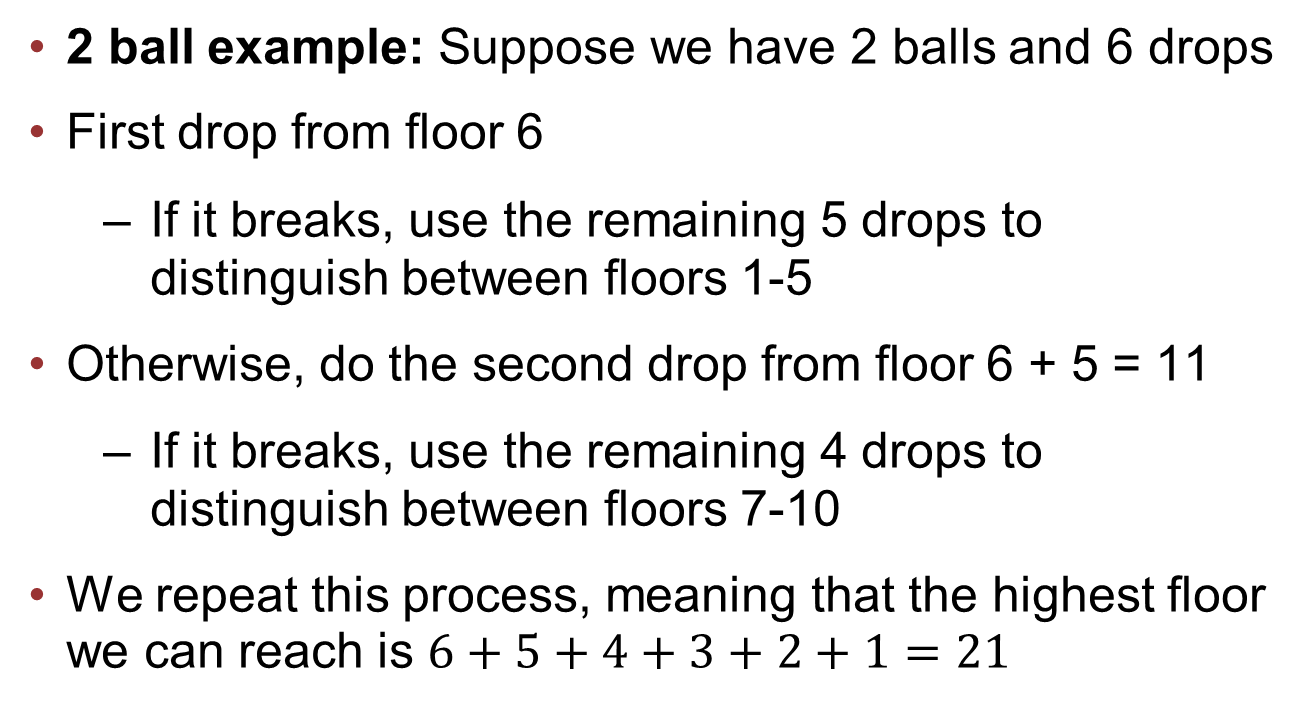 • 2 ball example: Suppose we have 2 balls and 6 drops
• First drop from floor 6
– If it breaks, use the remaining 5 drops to
distinguish between floors 1-5
• Otherwise, do the second drop from floor 6 + 5 = 11
– If it breaks, use the remaining 4 drops to
distinguish between floors 7-10
• We repeat this process, meaning that the highest floor
we can reach is 6 + 5 + 4 + 3 + 2 + 1 = 21